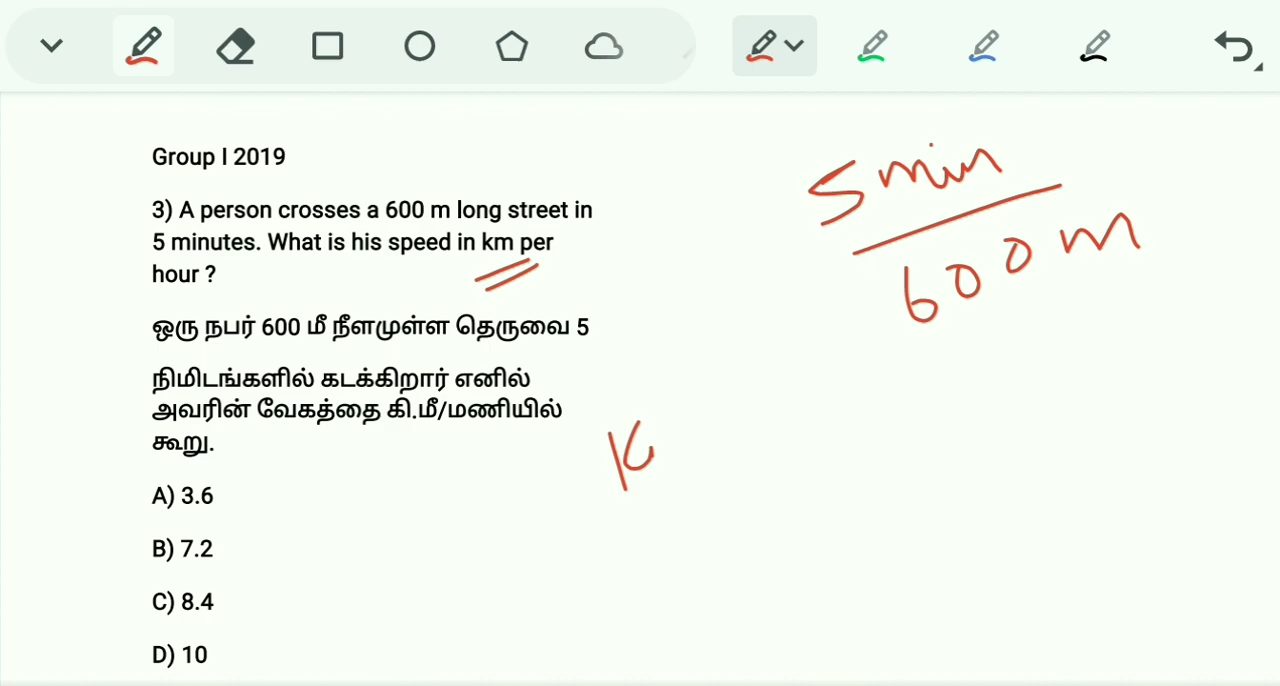 Group I 2019
3) A person crosses a 600 m long street in
5 minutes. What is his speed in km per
hour ?
ஒரு நபர் 600 மீ நீளமுள்ள தெருவை 5
நிமிடங்களில் கடக்கிறார் எனில்
அவரின் வேகத்தை கி.மீ/மணியில்
கூறு.
A) 3.6
B) 7.2
C) 8.4
D) 10
5 min
600 m
K